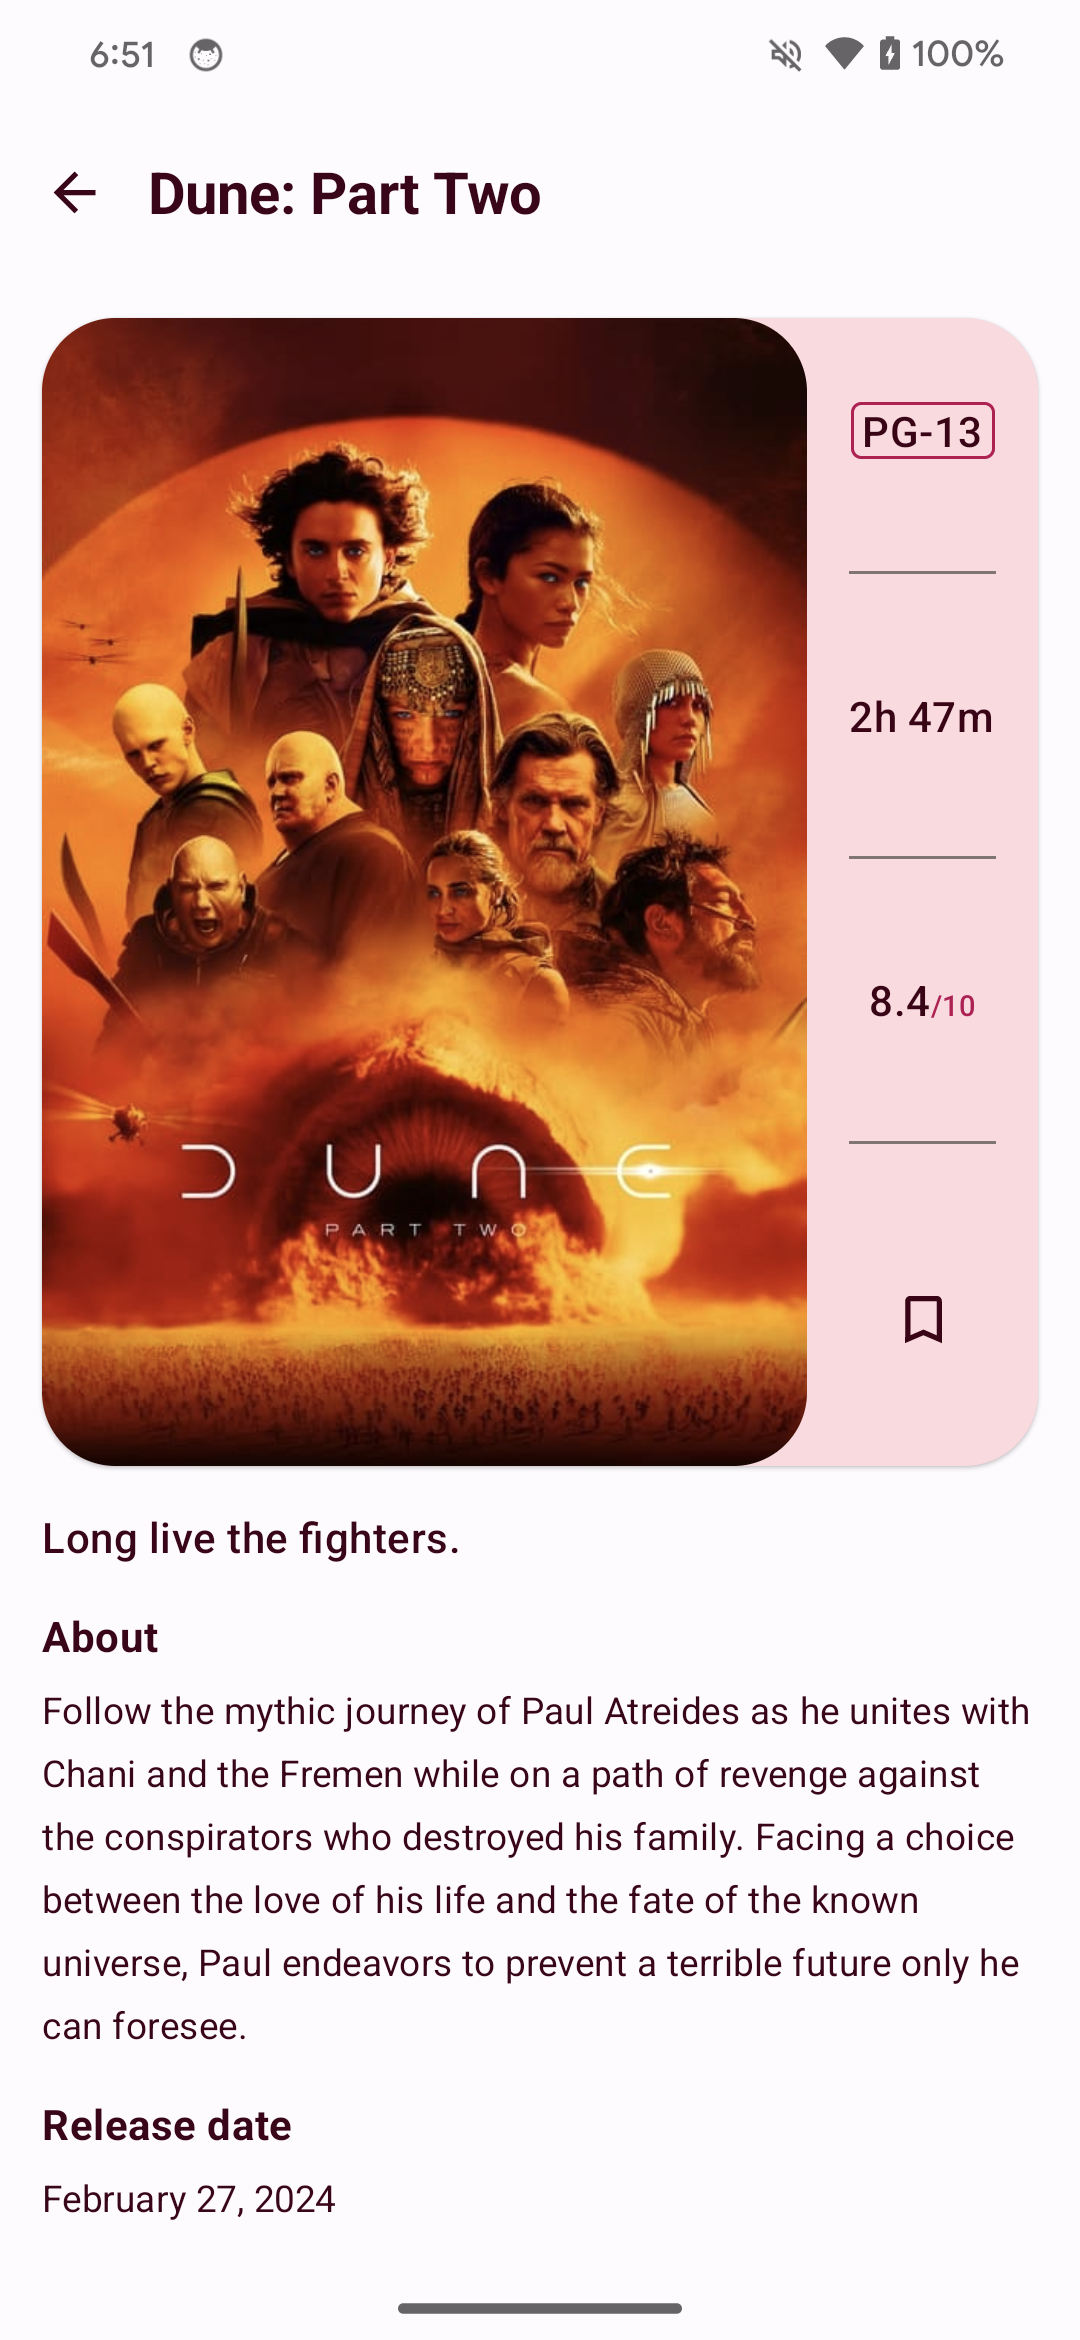 6:51
100%
Dune: Part Two
PG-13
2h 47m
8.4/10
DUNE
PART TWO
Long live the fighters.
About
Follow the mythic journey of Paul Atreides as he unites with
Chani and the Fremen while on a path of revenge against
the conspirators who destroyed his family. Facing a choice
between the love of his life and the fate of the known
universe, Paul endeavors to prevent a terrible future only he
can foresee.
Release date
February 27, 2024